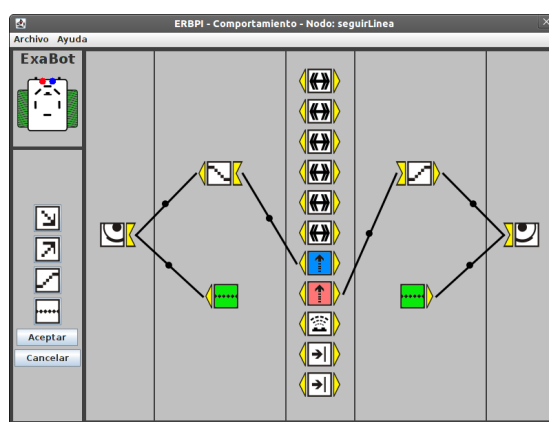 ERBPI - Comportamiento - Nodo: seguirLinea
Archivo Ayuda
ExaBot
Aceptar
Cancelar